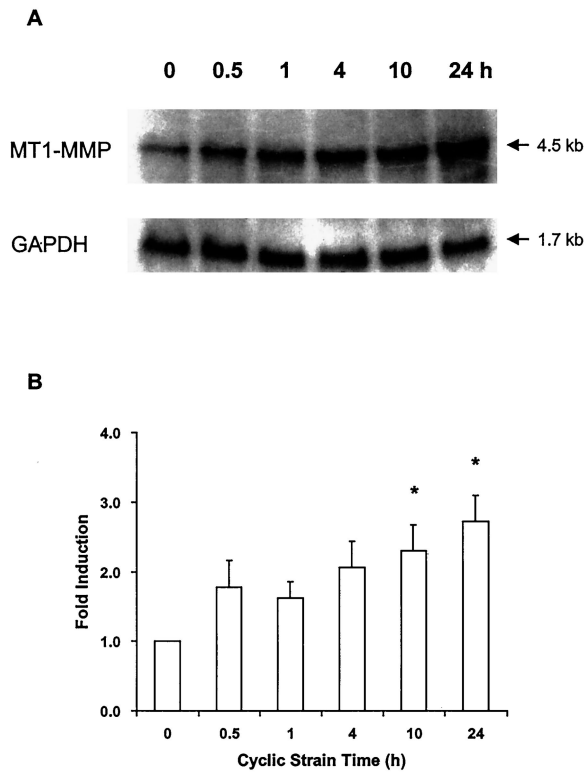 A
0 0.5 1 4 10 24 h
MT1-MMP 4.5 kb
GAPDH 1.7 kb
B
4.0
* *
3.0
Fold Induction
2.0
1.0
0.0
0 0.5 1 4 10 24
Cyclic Strain Time (h)